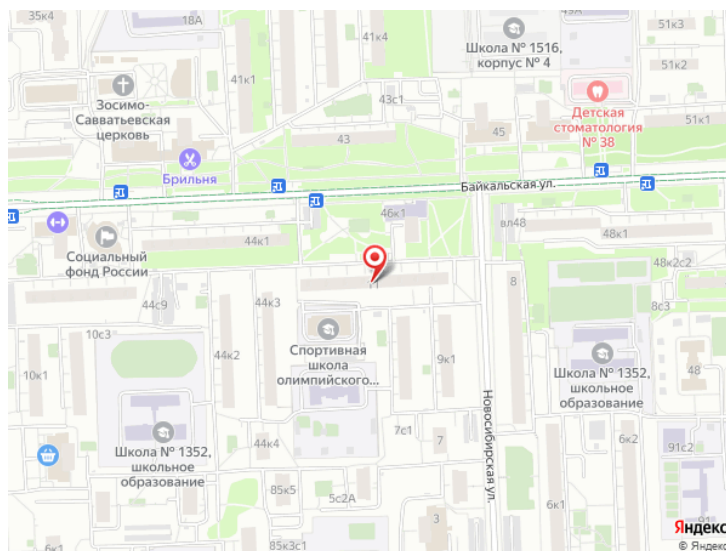 35к4
18А
41к4
49А
51к3
Школа № 1516,
корпус № 4
51к2
41к1
Зосимо-
Савватьевская
церковь
43с1
Детская
стоматология
№ 38
45
51к1
43
Брильня
Байкальская ул.
46к1
вл48
48к1
Социальный
фонд России
44к1
48к2с2
44с9
44к3
8
8с3
10с3
Спортивная
школа
олимпийского...
44к2
9к1
Школа № 1352,
школьное
образование
48
10к1
Новосибирская ул.
7с1
7
6к2
91с2
Школа № 1352,
школьное
образование
44к4
85к5
5с2А
6к1
3
91
6к1
85к3с1
Яндекс
© Яндекс